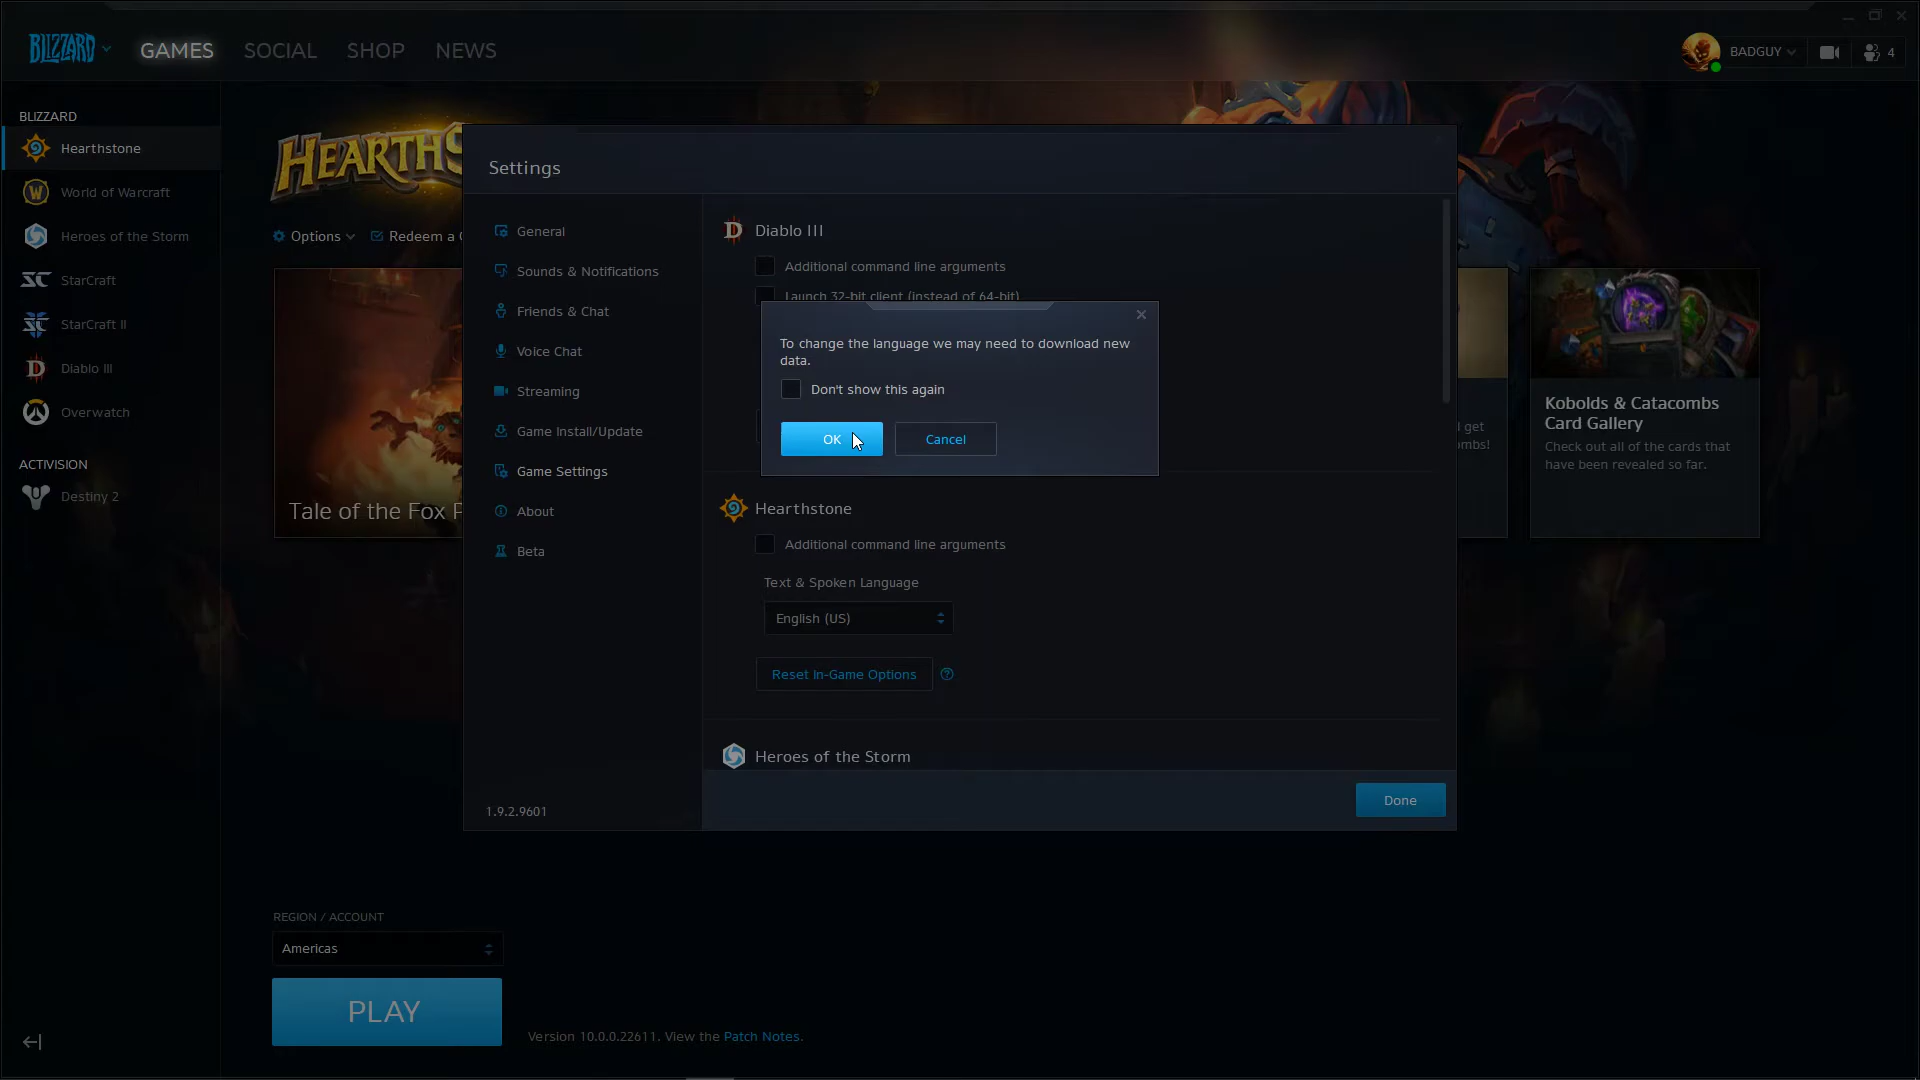 BLIZZARD
GAMES
SOCIAL
SHOP
NEWS
BADGUY
4
BLIZZARD
Hearthstone
World of Warcraft
Heroes of the Storm
StarCraft
StarCraft II
Diablo III
Overwatch
ACTIVISION
Destiny 2
HEARTHS
Options
Redeem a C
Tale of the Fox P
Settings
General
Sounds & Notifications
Friends & Chat
Voice Chat
Streaming
Game Install/Update
Game Settings
About
Beta
1.9.2.9601
Diablo III
Additional command line arguments
Launch 32-bit client (instead of 64-bit)
To change the language we may need to download new
data.
Don't show this again
OK
Cancel
Hearthstone
Additional command line arguments
Text & Spoken Language
English (US)
Reset In-Game Options
Heroes of the Storm
Done
get
mbs!
Kobolds & Catacombs
Card Gallery
Check out all of the cards that
have been revealed so far.
REGION / ACCOUNT
Americas
PLAY
Version 10.0.0.22611. View the Patch Notes.